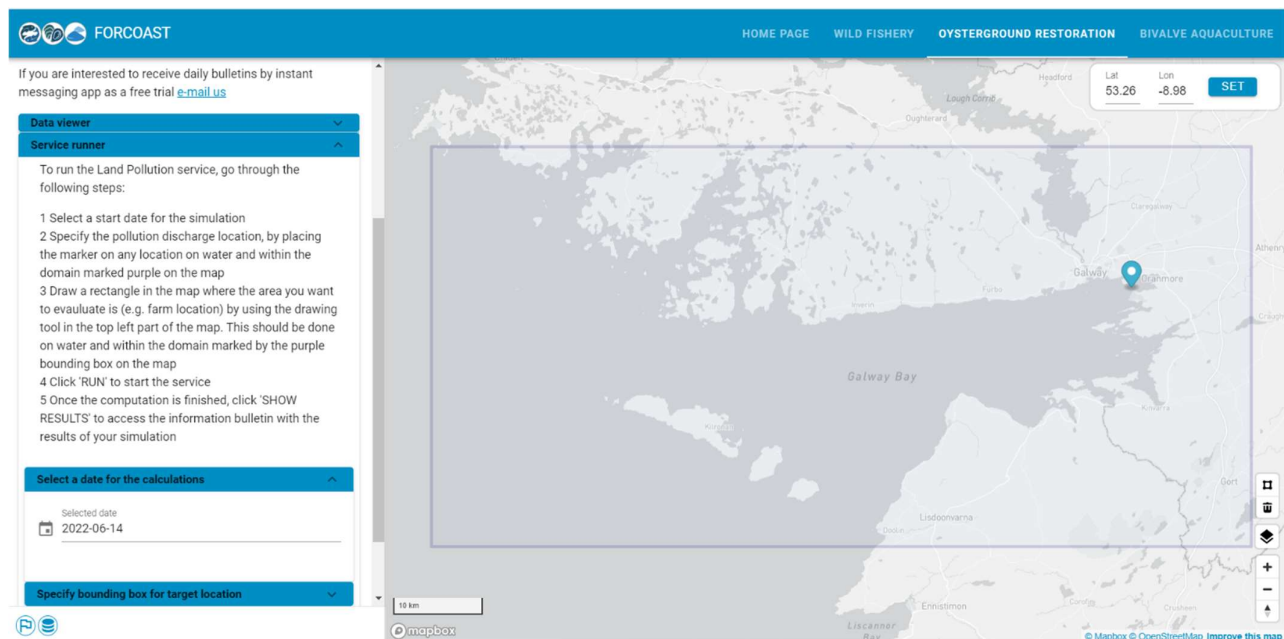 FORCOAST
HOME PAGE
WILD FISHERY
OYSTERGROUND RESTORATION
BIVALVE AQUACULTURE
If you are interested to receive daily bulletins by instant
messaging app as a free trial e-mail us
Data viewer
Service runner
To run the Land Pollution service, go through the
following steps:
1 Select a start date for the simulation
2 Specify the pollution discharge location, by placing
the marker on any location on water and within the
domain marked purple on the map
3 Draw a rectangle in the map where the area you want
to evauluate is (e.g. farm location) by using the drawing
tool in the top left part of the map. This should be done
on water and within the domain marked by the purple
bounding box on the map
4 Click 'RUN' to start the service
5 Once the computation is finished, click 'SHOW
RESULTS' to access the information bulletin with the
results of your simulation
Select a date for the calculations
Selected date
2022-06-14
Specify bounding box for target location
Lat
53.26
Lon
-8.98
SET
Headford
Lough Corrib
Oughterard
Claregalway
Athenry
Galway
Oranmore
Furbo
Inverin
Galway Bay
Kinvarra
Gort
Lisdoonvarna
Doolin
Ennistimon
Crusheen
Liscannor
Bay
10 km
mapbox
© Mapbox © OpenStreetMap Improve this map